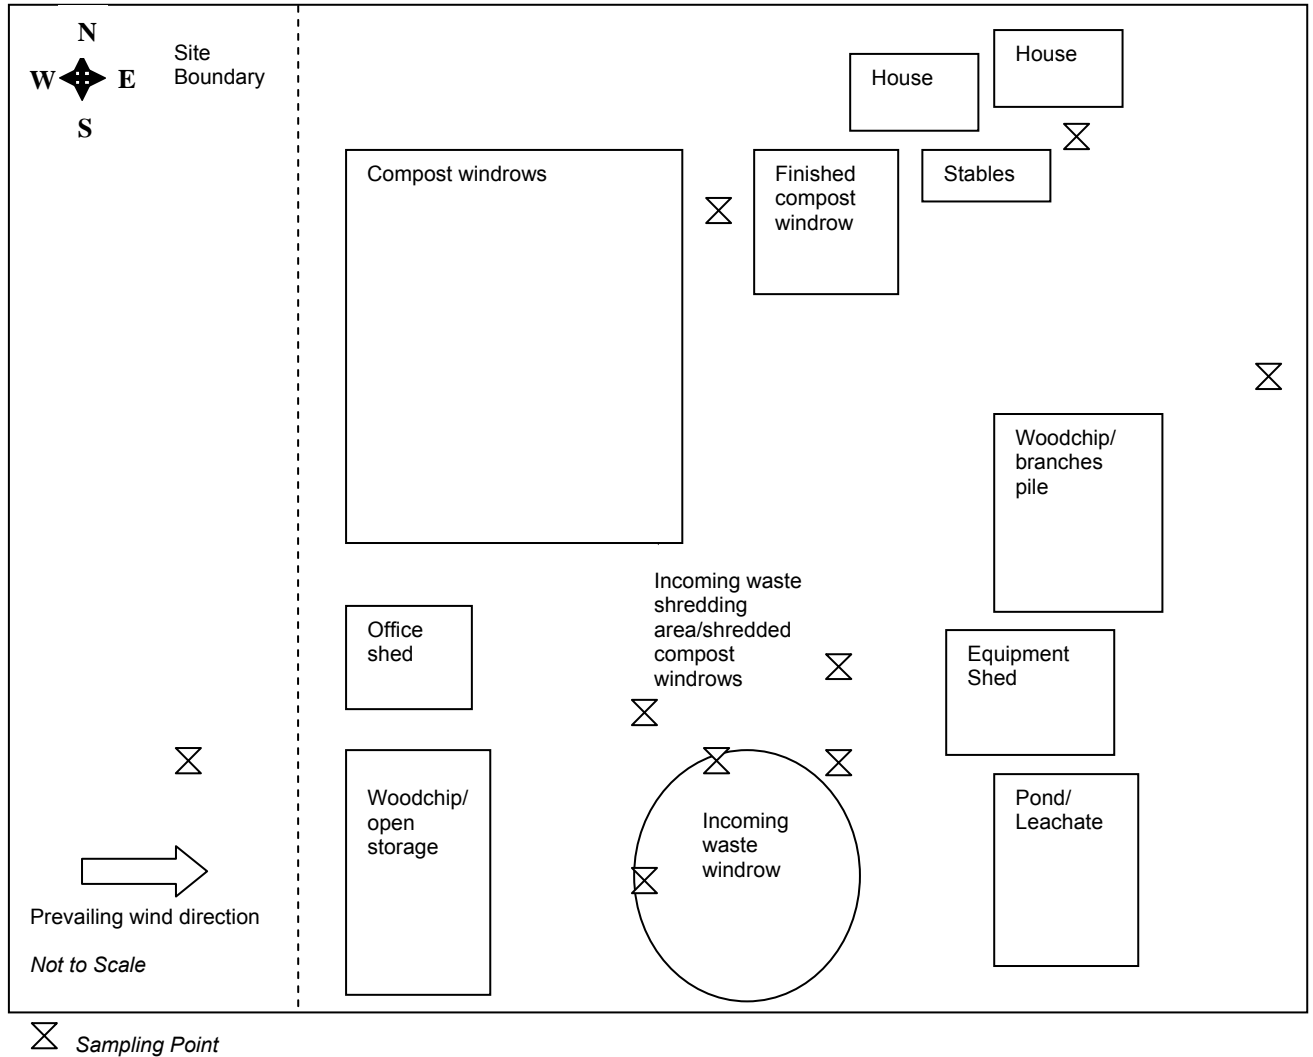 N
W
E
S
Site
Boundary
House
House
Compost windrows
Finished
compost
windrow
Stables
Woodchip/
branches
pile
Incoming waste
shredding
area/shredded
compost
windrows
Office
shed
Equipment
Shed
Woodchip/
open
storage
Incoming
waste
windrow
Pond/
Leachate
Prevailing wind direction
Not to Scale
Sampling Point